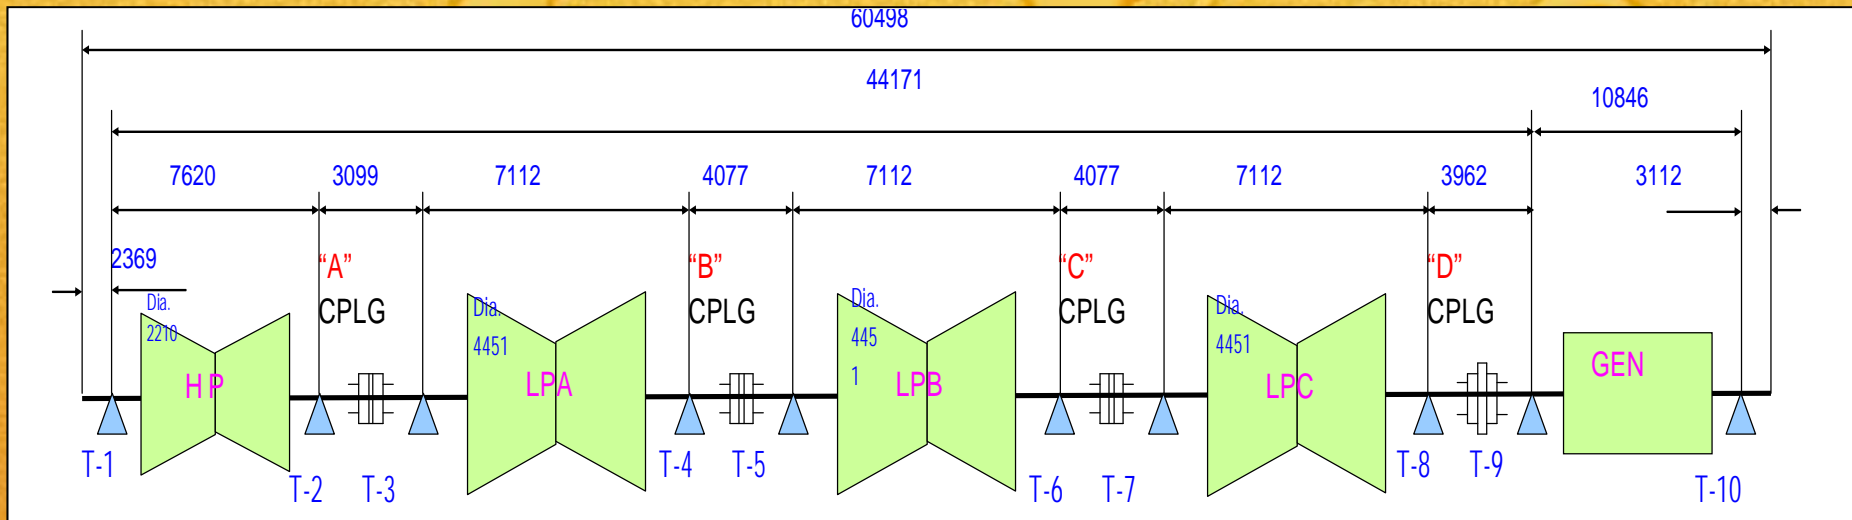 60498
44171
10846
7620 3099 7112 4077 7112 4077 7112 3962 3112
2369 “A” “B” “C” “D”
Dia. CPLG Dia. CPLG Dia. CPLG Dia. CPLG
2210 4451 445 4451
1
HP LPA LPB LPC GEN
T-1 T-4 T-5 T-8 T-9
T-2 T-3 T-6 T-7 T-10